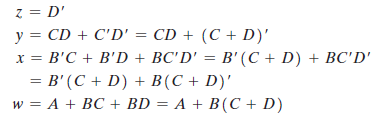 z = D'
y = CD + C'D' = CD + (C + D)'
x = B'C + B'D + BC'D' = B'(C + D) + BC'D'
= B'(C + D) + B(C + D)'
w = A + BC + BD = A + B(C + D)